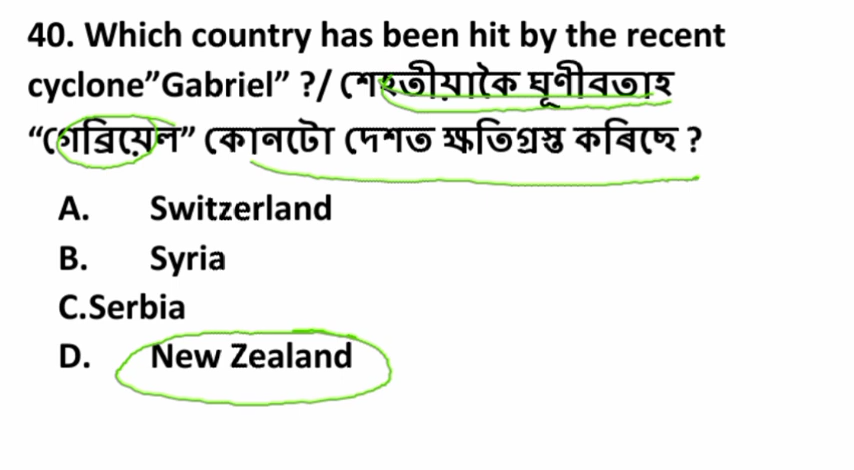 40. Which country has been hit by the recent
cyclone”Gabriel” ?/ শেহতীয়াকৈ ঘূৰ্ণীবতাহ
“গেব্ৰিয়েল” কোনটো দেশত ক্ষতিগ্ৰস্ত কৰিছে ?
A. Switzerland
B. Syria
C.Serbia
D. New Zealand